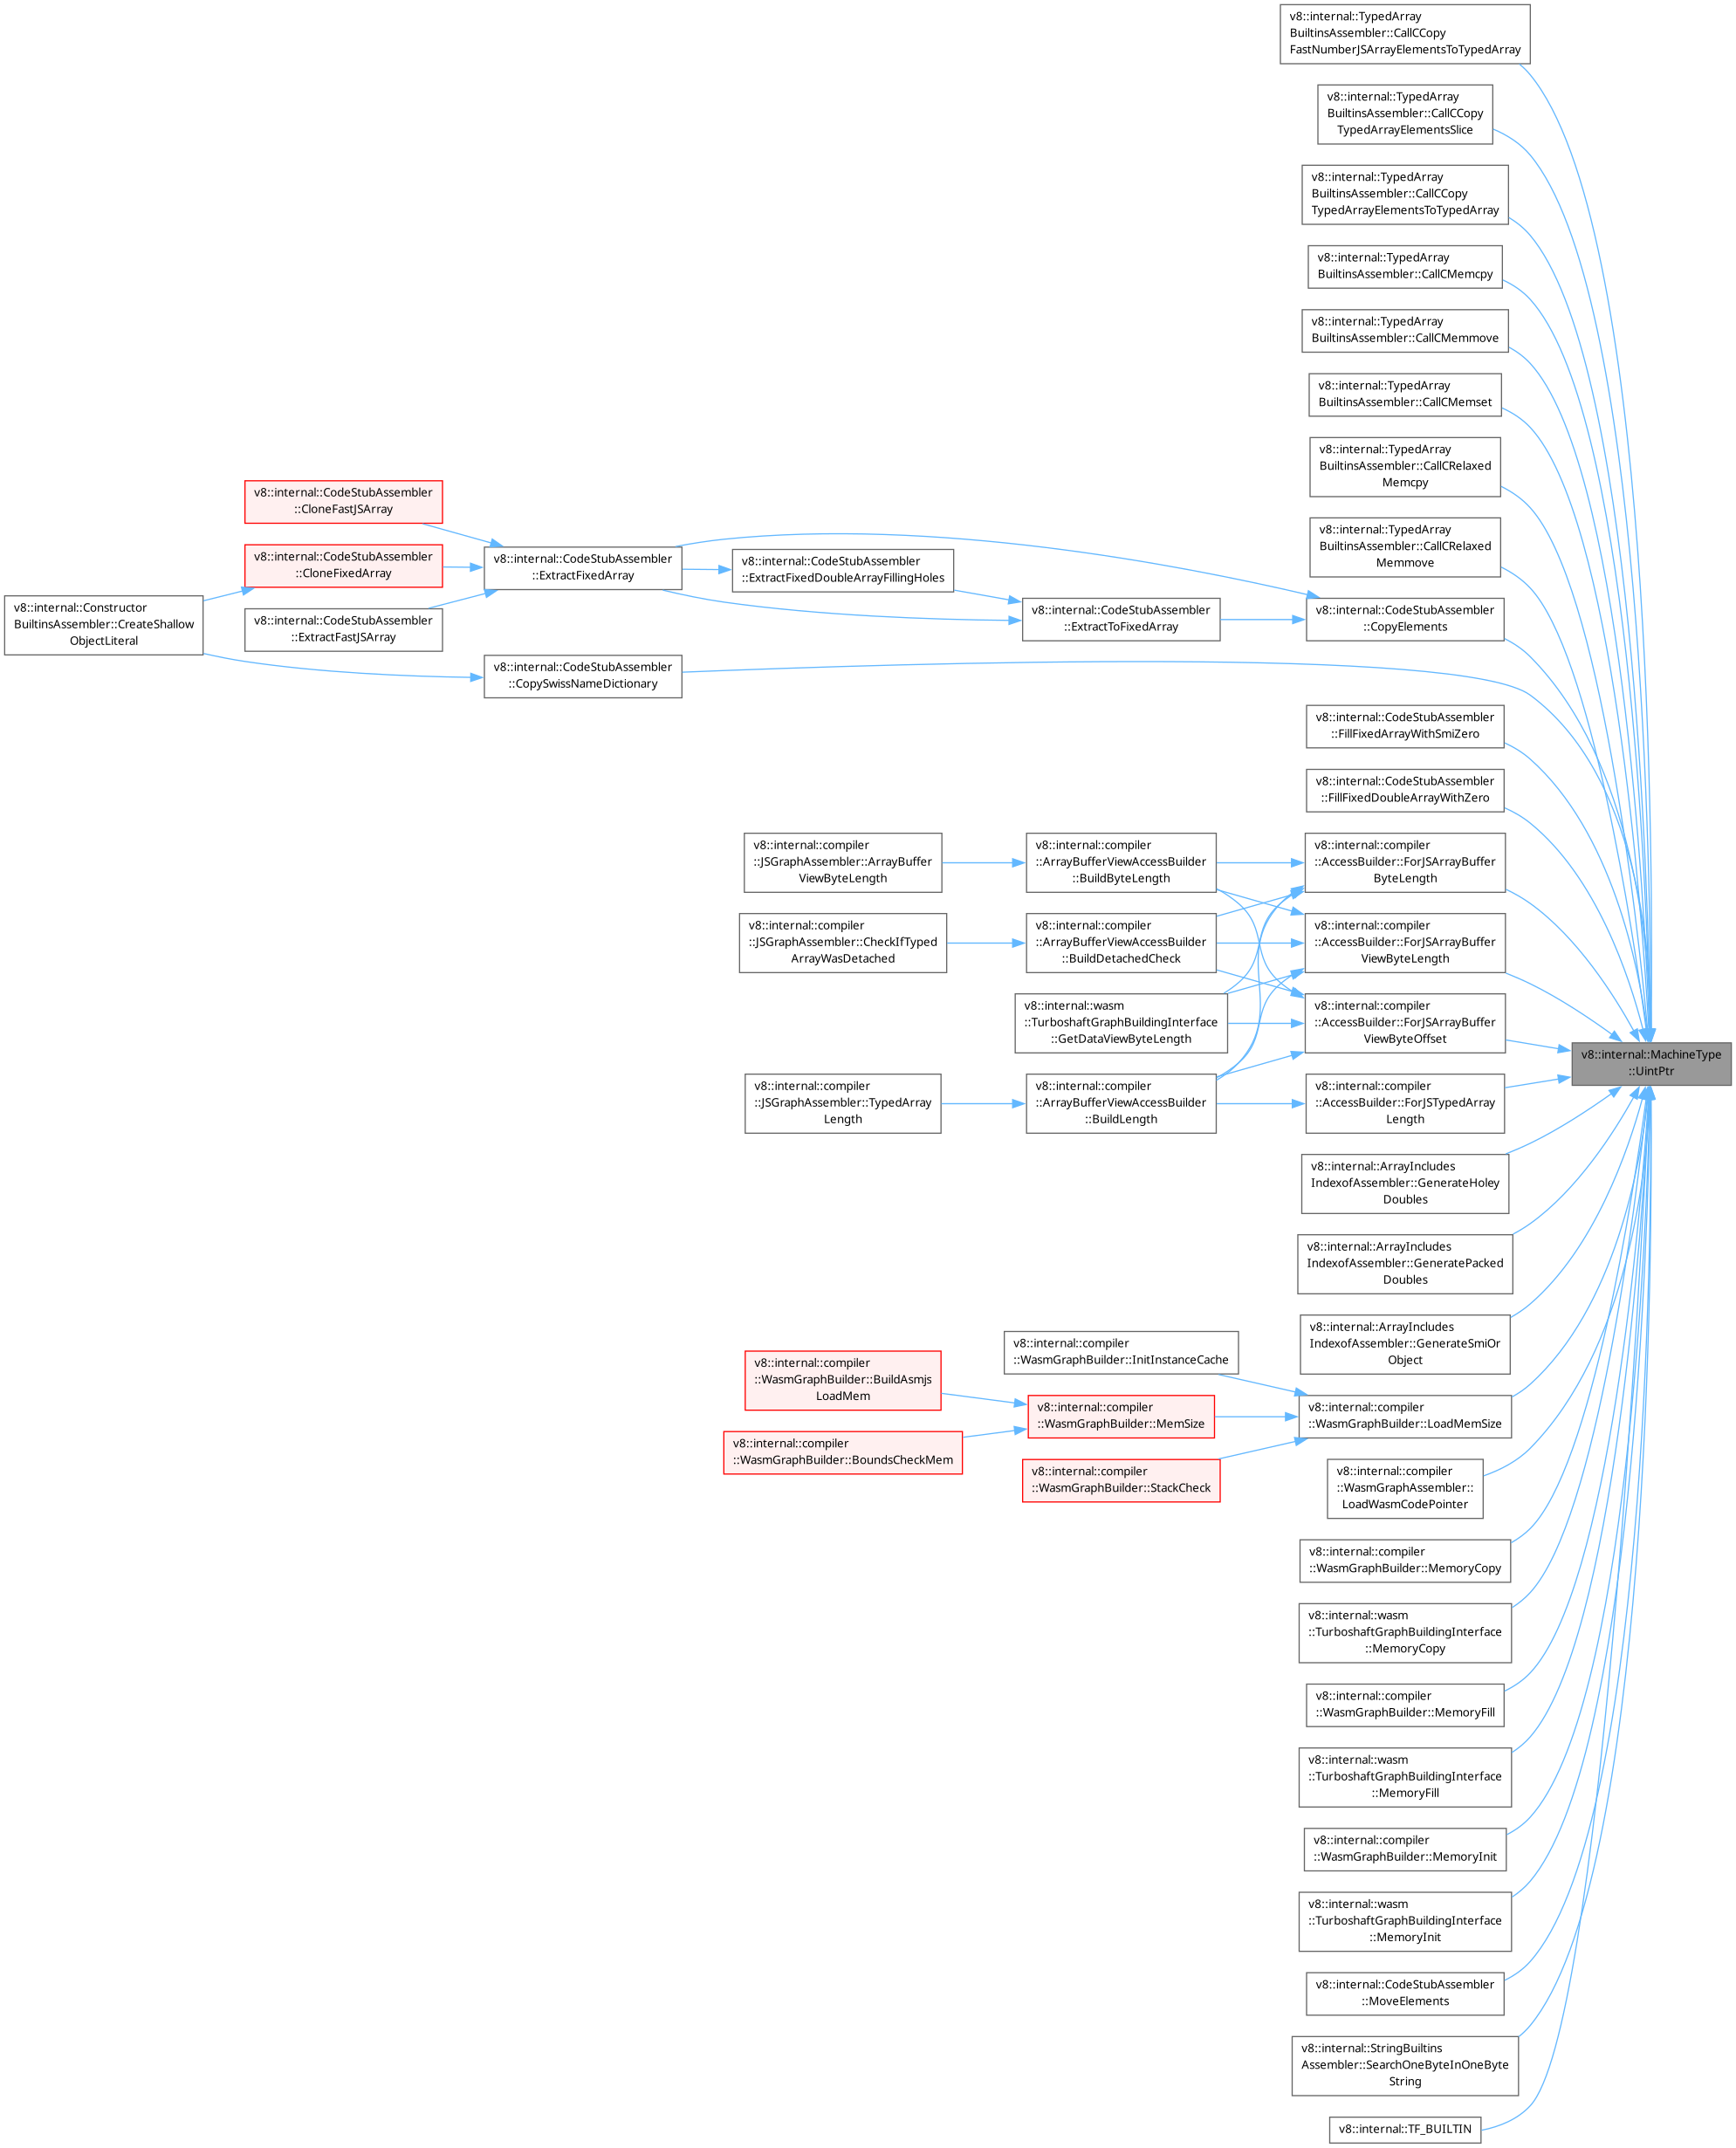 v8::internal::TypedArray
BuiltinsAssembler::CallCCopy
FastNumberJSArrayElementsToTypedArray
v8::internal::TypedArray
BuiltinsAssembler::CallCCopy
TypedArrayElementsSlice
v8::internal::TypedArray
BuiltinsAssembler::CallCCopy
TypedArrayElementsToTypedArray
v8::internal::TypedArray
BuiltinsAssembler::CallCMemcpy
v8::internal::TypedArray
BuiltinsAssembler::CallCMemmove
v8::internal::TypedArray
BuiltinsAssembler::CallCMemset
v8::internal::TypedArray
BuiltinsAssembler::CallCRelaxed
Memcpy
v8::internal::TypedArray
BuiltinsAssembler::CallCRelaxed
Memmove
v8::internal::CodeStubAssembler
::CloneFastJSArray
v8::internal::CodeStubAssembler
::CloneFixedArray
v8::internal::CodeStubAssembler
::ExtractFixedArray
v8::internal::CodeStubAssembler
::ExtractFixedDoubleArrayFillingHoles
v8::internal::Constructor
BuiltinsAssembler::CreateShallow
ObjectLiteral
v8::internal::CodeStubAssembler
::ExtractFastJSArray
v8::internal::CodeStubAssembler
::ExtractToFixedArray
v8::internal::CodeStubAssembler
::CopyElements
v8::internal::CodeStubAssembler
::CopySwissNameDictionary
v8::internal::CodeStubAssembler
::FillFixedArrayWithSmiZero
v8::internal::CodeStubAssembler
::FillFixedDoubleArrayWithZero
v8::internal::compiler
::JSGraphAssembler::ArrayBuffer
ViewByteLength
v8::internal::compiler
::ArrayBufferViewAccessBuilder
::BuildByteLength
v8::internal::compiler
::AccessBuilder::ForJSArrayBuffer
ByteLength
v8::internal::compiler
::JSGraphAssembler::CheckIfTyped
ArrayWasDetached
v8::internal::compiler
::ArrayBufferViewAccessBuilder
::BuildDetachedCheck
v8::internal::compiler
::AccessBuilder::ForJSArrayBuffer
ViewByteLength
v8::internal::wasm
::TurboshaftGraphBuildingInterface
::GetDataViewByteLength
v8::internal::compiler
::AccessBuilder::ForJSArrayBuffer
ViewByteOffset
v8::internal::MachineType
::UintPtr
v8::internal::compiler
::JSGraphAssembler::TypedArray
Length
v8::internal::compiler
::ArrayBufferViewAccessBuilder
::BuildLength
v8::internal::compiler
::AccessBuilder::ForJSTypedArray
Length
v8::internal::ArrayIncludes
IndexofAssembler::GenerateHoley
Doubles
v8::internal::ArrayIncludes
IndexofAssembler::GeneratePacked
Doubles
v8::internal::ArrayIncludes
IndexofAssembler::GenerateSmiOr
Object
v8::internal::compiler
::WasmGraphBuilder::InitInstanceCache
v8::internal::compiler
::WasmGraphBuilder::BuildAsmjs
LoadMem
v8::internal::compiler
::WasmGraphBuilder::MemSize
v8::internal::compiler
::WasmGraphBuilder::LoadMemSize
v8::internal::compiler
::WasmGraphBuilder::BoundsCheckMem
v8::internal::compiler
::WasmGraphBuilder::StackCheck
v8::internal::compiler
::WasmGraphAssembler::
LoadWasmCodePointer
v8::internal::compiler
::WasmGraphBuilder::MemoryCopy
v8::internal::wasm
::TurboshaftGraphBuildingInterface
::MemoryCopy
v8::internal::compiler
::WasmGraphBuilder::MemoryFill
v8::internal::wasm
::TurboshaftGraphBuildingInterface
::MemoryFill
v8::internal::compiler
::WasmGraphBuilder::MemoryInit
v8::internal::wasm
::TurboshaftGraphBuildingInterface
::MemoryInit
v8::internal::CodeStubAssembler
::MoveElements
v8::internal::StringBuiltins
Assembler::SearchOneByteInOneByte
String
v8::internal::TF_BUILTIN